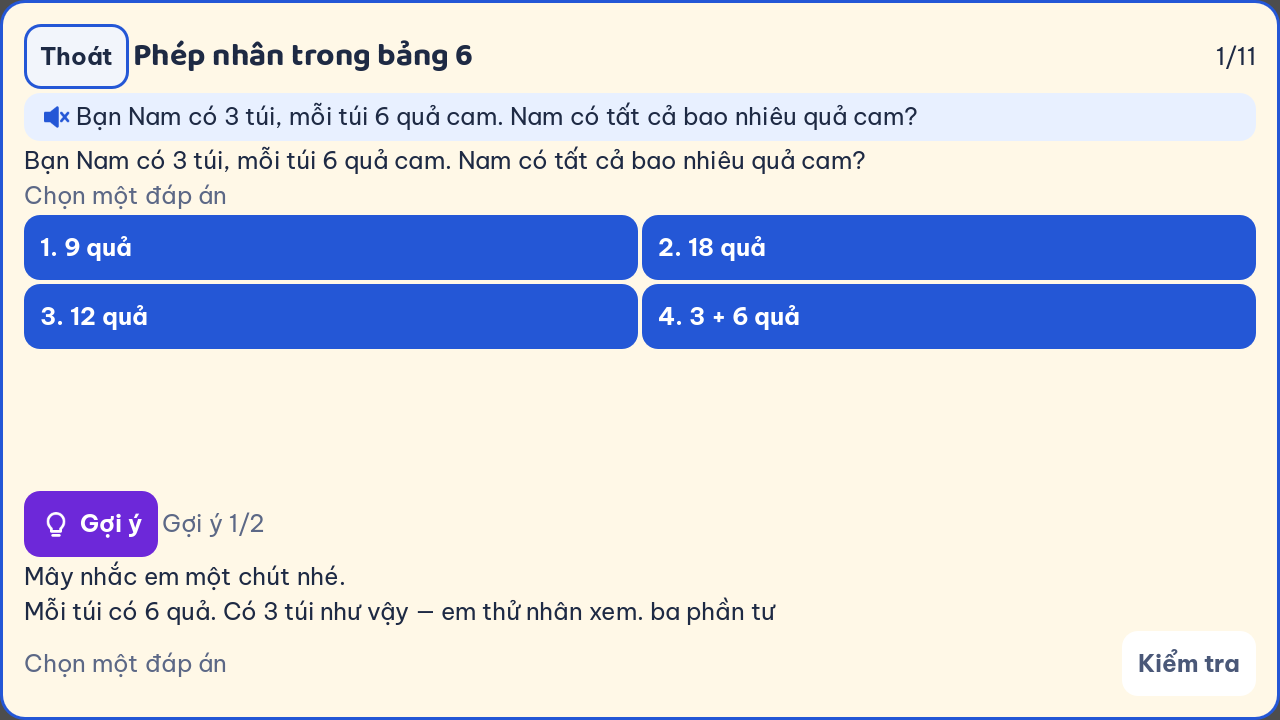 Thoát Phép nhân trong bảng 6 1/11
Bạn Nam có 3 túi, mỗi túi 6 quả cam. Nam có tất cả bao nhiêu quả cam?
Bạn Nam có 3 túi, mỗi túi 6 quả cam. Nam có tất cả bao nhiêu quả cam?
Chọn một đáp án
1. 9 quả 2. 18 quả
3. 12 quả 4. 3 + 6 quả
Gợi ý Gợi ý 1/2
Mây nhắc em một chút nhé.
Mỗi túi có 6 quả. Có 3 túi như vậy — em thử nhân xem. ba phần tư
Chọn một đáp án Kiểm tra